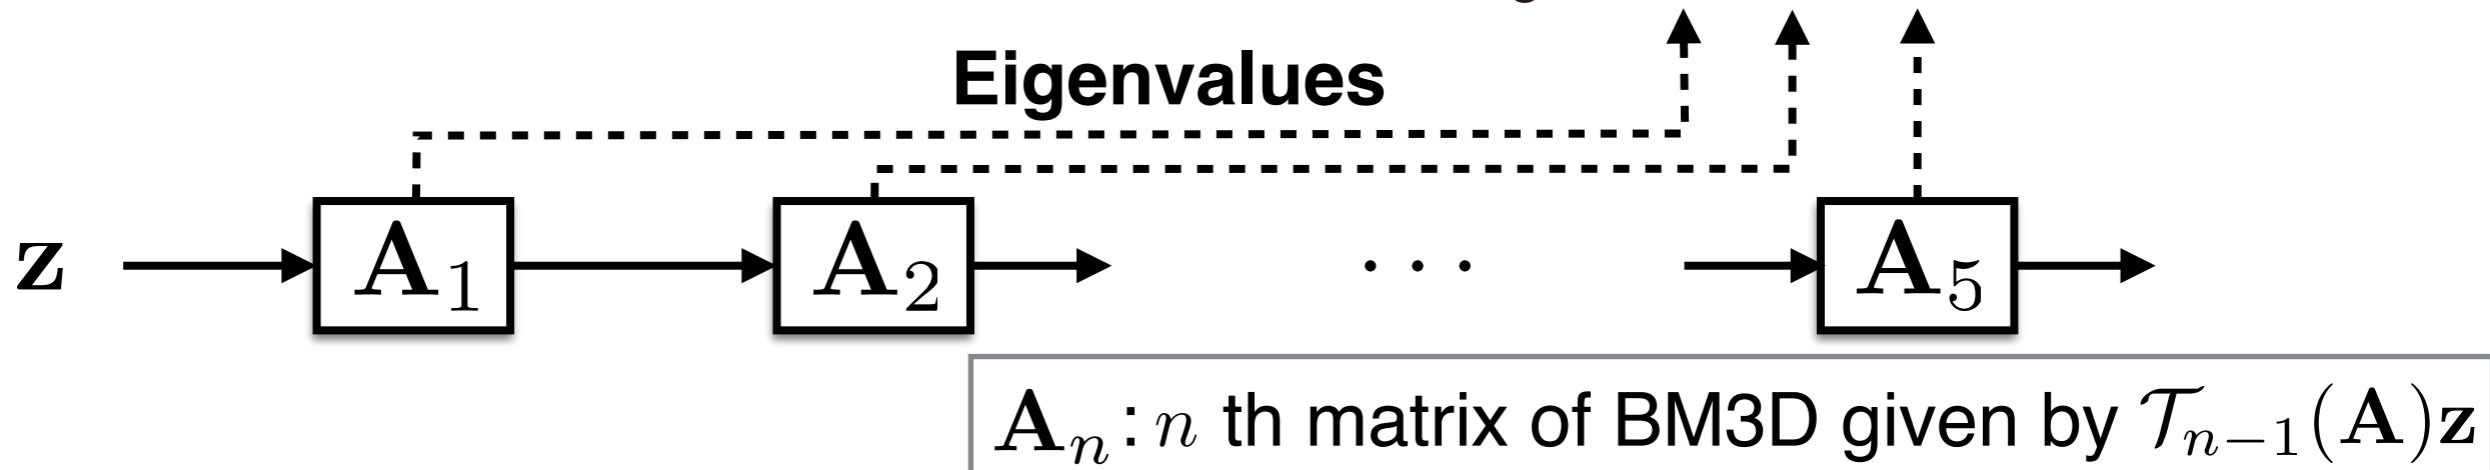 Eigenvalues
z A₁ A₂ · · · A₅
Aₙ : n th matrix of BM3D given by 𝒯ₙ₋₁(A)z